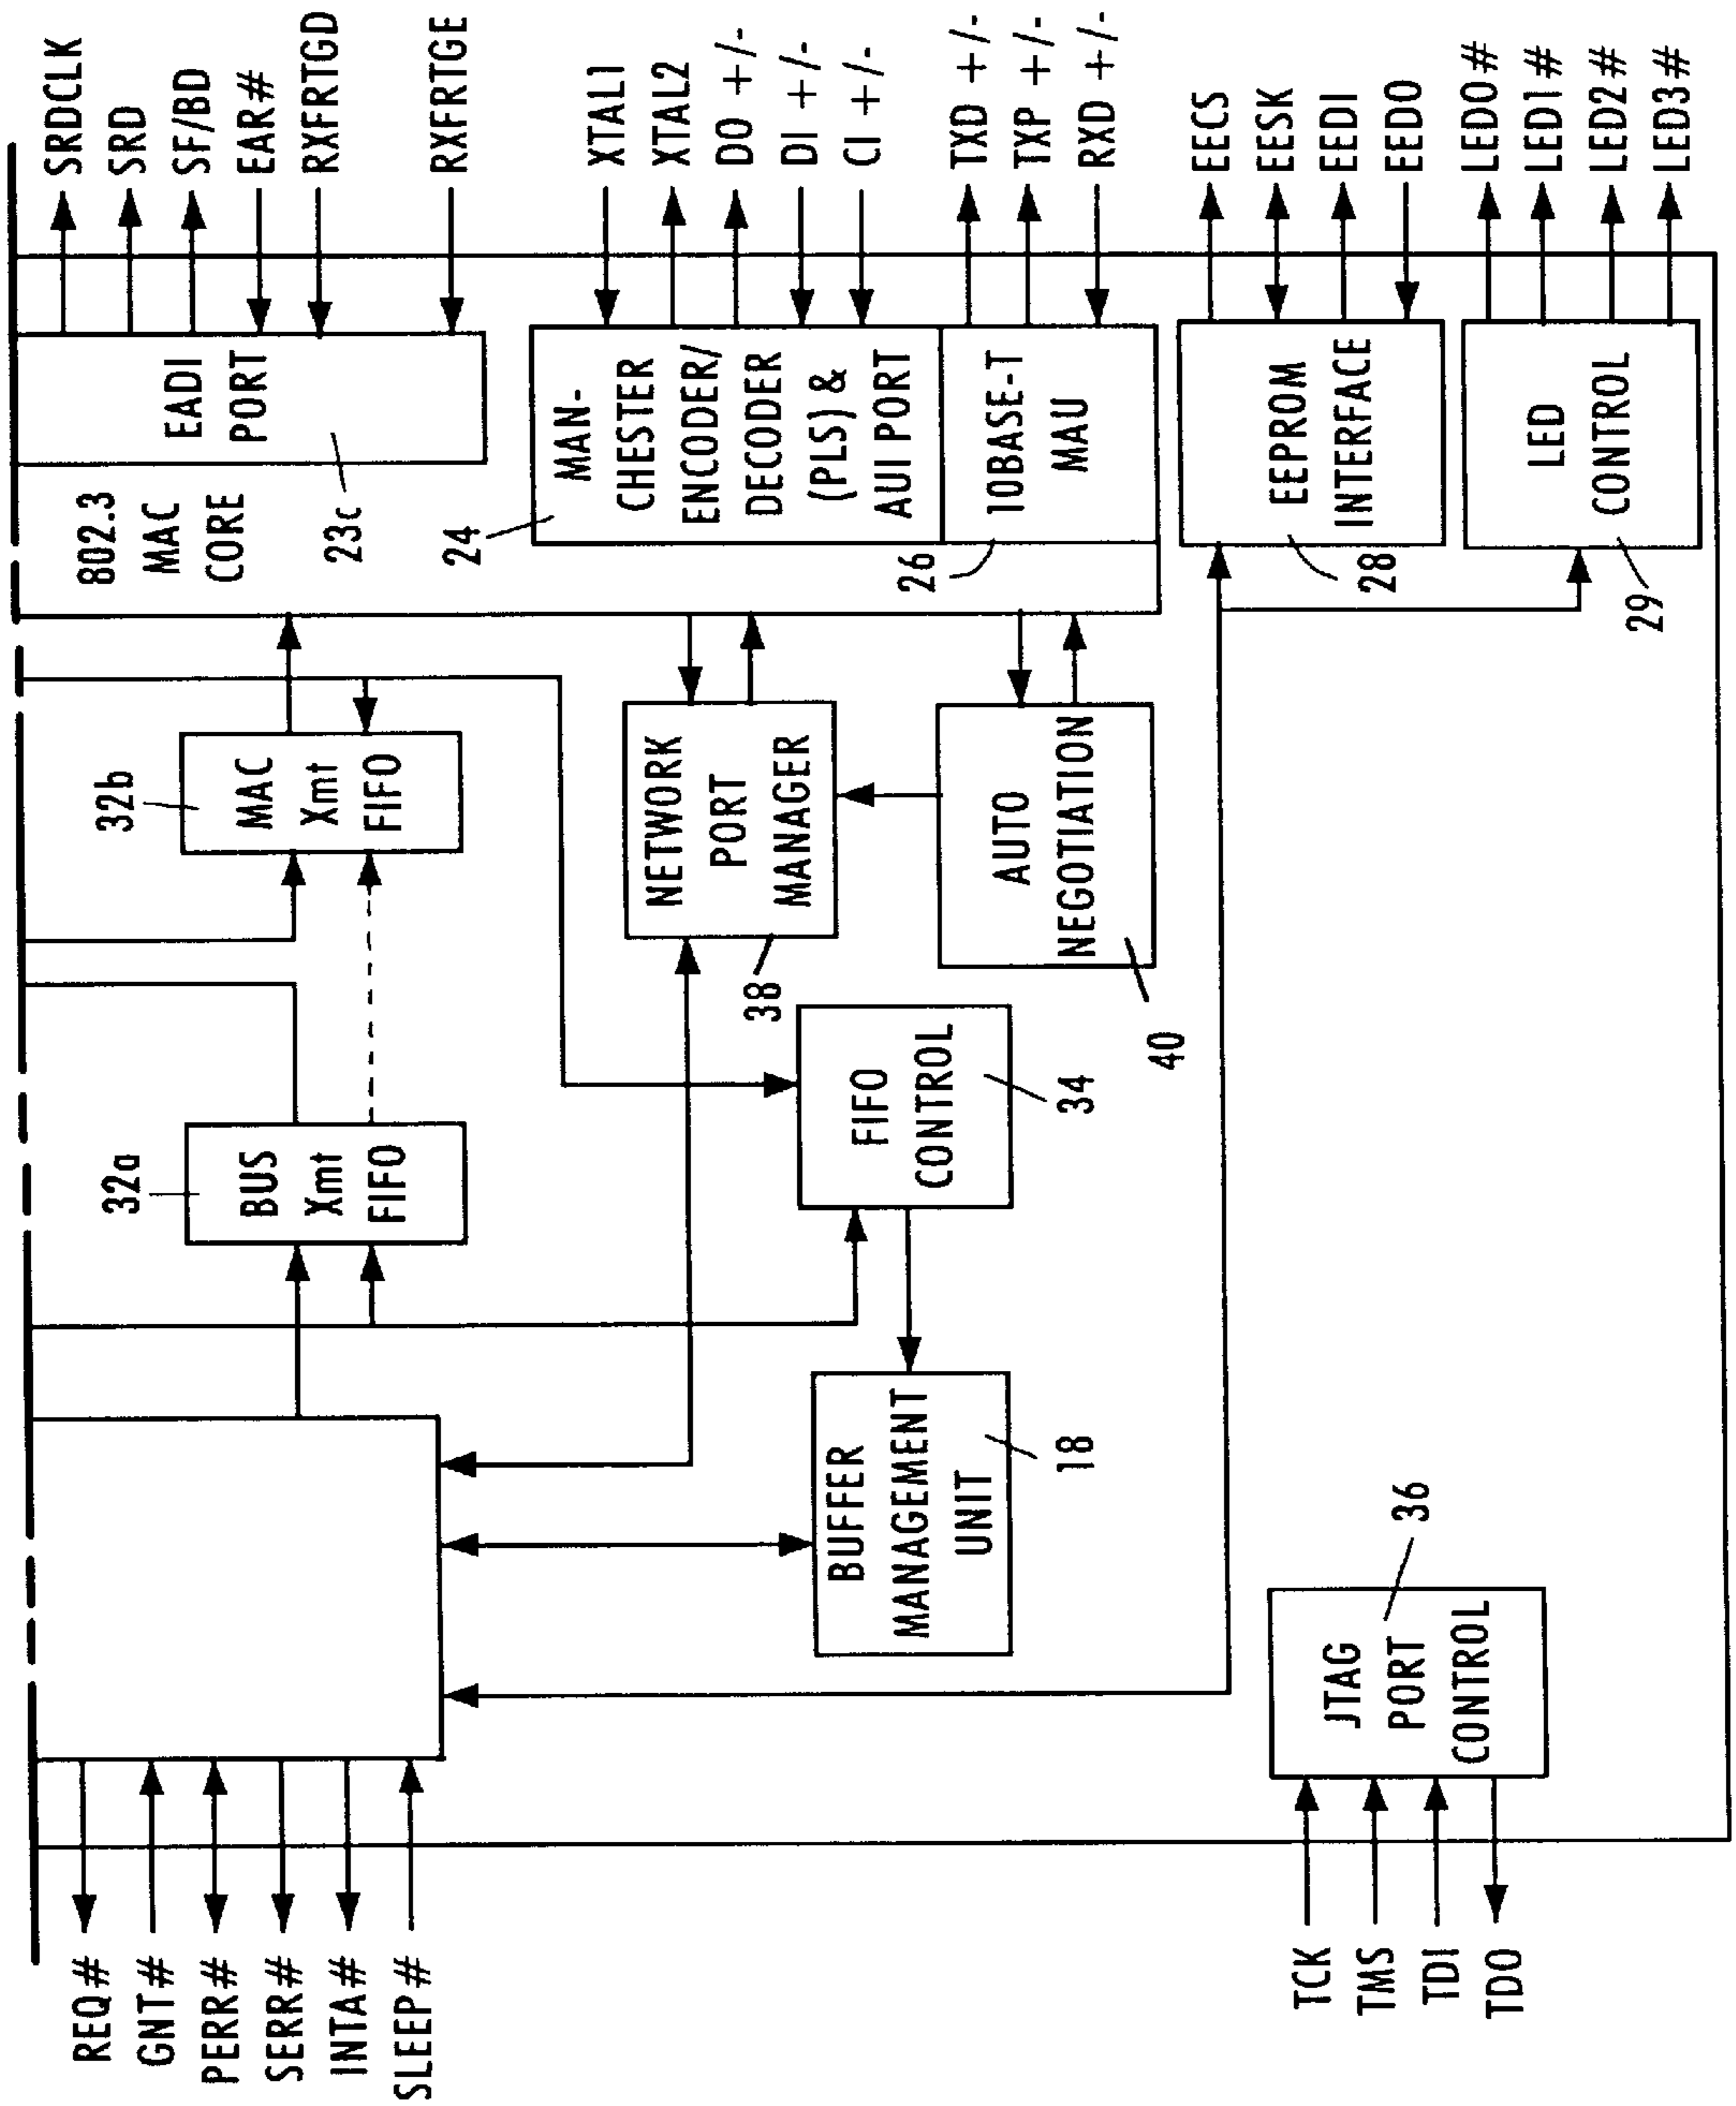 REQ#
GNT#
PERR#
SERR#
INTA#
SLEEP#
TCK
TMS
TDI
TDO
32a
BUS
Xmt
FIFO
32b
MAC
Xmt
FIFO
802.3
MAC
CORE
23c
EADI
PORT
SRDCLK
SRD
SF/BD
EAR#
RXFRTGD
RXFRTGE
24
MAN-
CHESTER
ENCODER/
DECODER
(PLS) &
AUI PORT
XTAL1
XTAL2
DO +/-
DI +/-
CI +/-
26
10BASE-T
MAU
TXD +/-
TXP +/-
RXD +/-
NETWORK
PORT
MANAGER
38
AUTO
NEGOTIATION
40
FIFO
CONTROL
34
BUFFER
MANAGEMENT
UNIT
18
EEPROM
INTERFACE
28
EECS
EESK
EEDI
EEDO
LED
CONTROL
29
LED0#
LED1#
LED2#
LED3#
JTAG
PORT
CONTROL
36